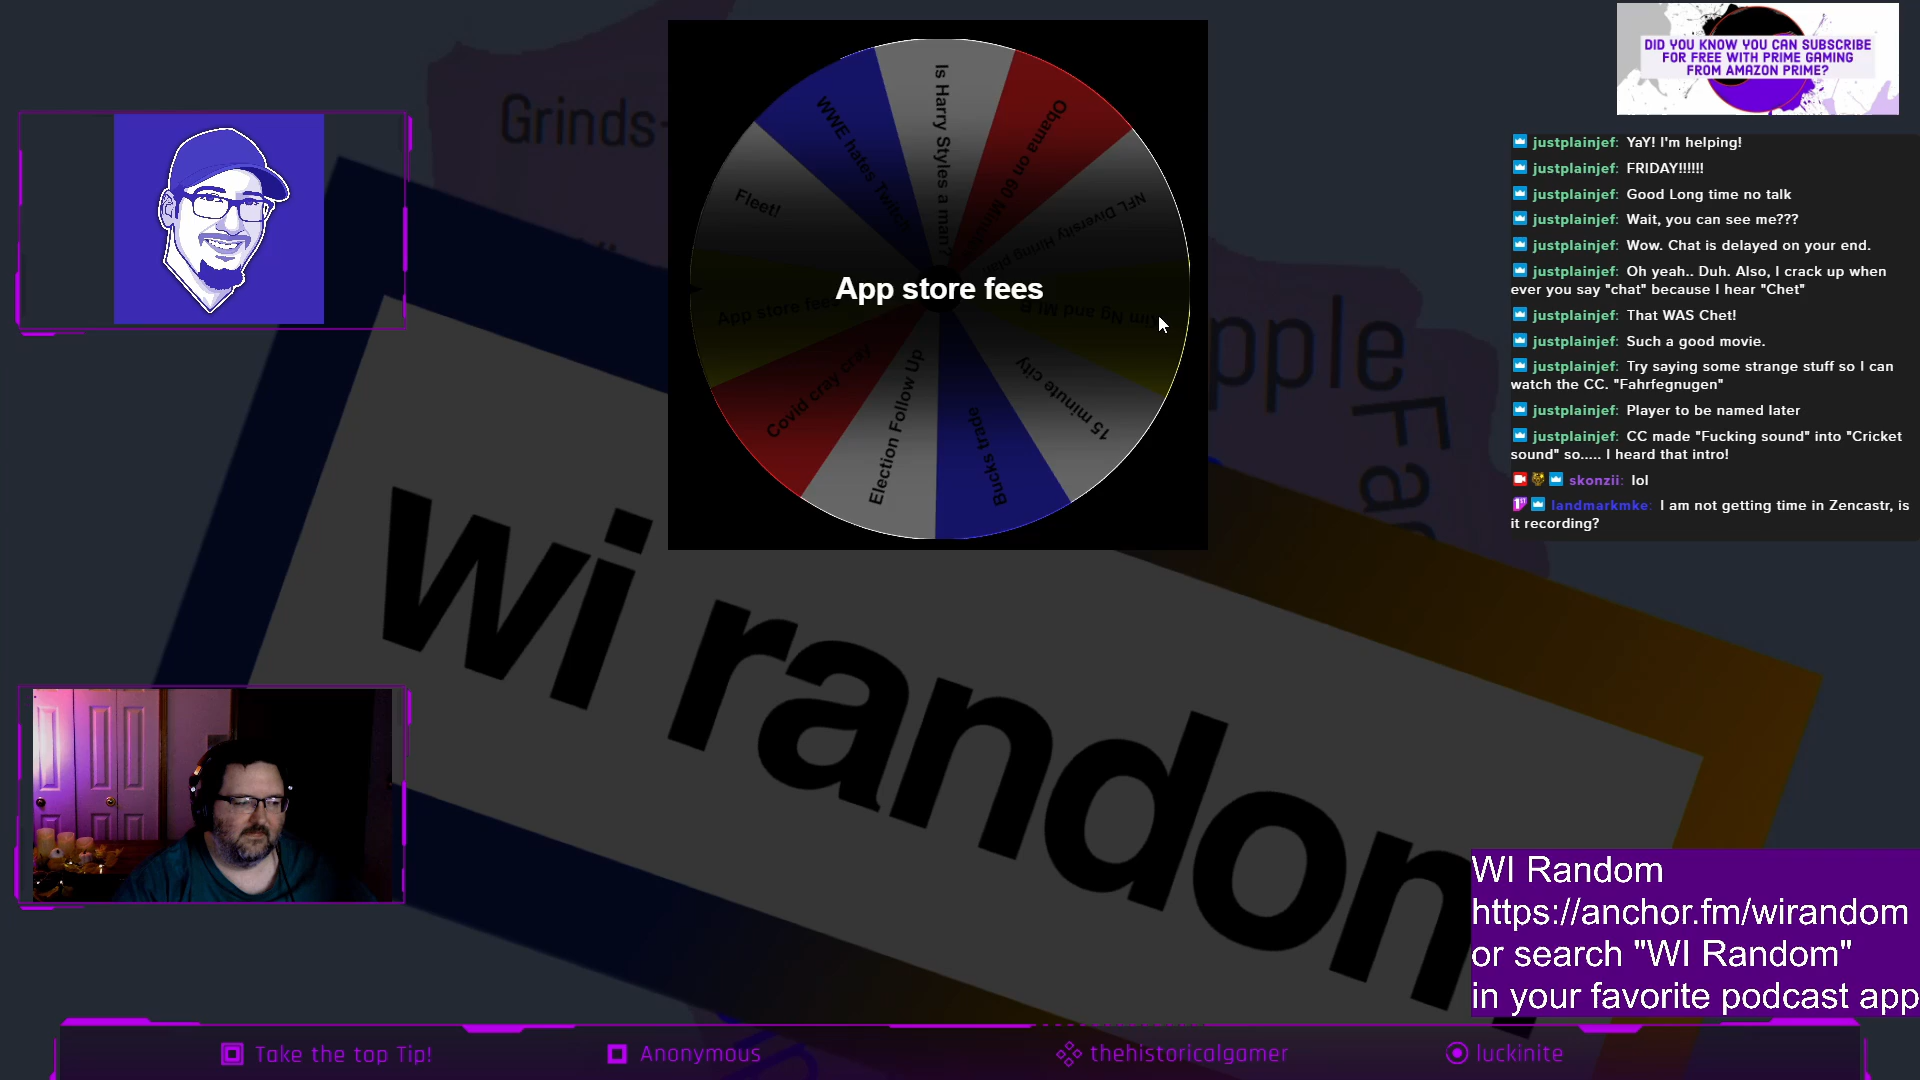 Grinds-
DID YOU KNOW YOU CAN SUBSCRIBE
FOR FREE WITH PRIME GAMING
FROM AMAZON PRIME?
Is Harry Styles a man?
Obama on 60
WWE hates Twitch
NFL Diversity Hiring
Fleet!
App store fees
App store
Ng and
Covid cray cray
15 minute city
Election Follow Up
Bucks trade
pple
wi random
justplainjef: YaY! I'm helping!
justplainjef: FRIDAY!!!!!!
justplainjef: Good Long time no talk
justplainjef: Wait, you can see me???
justplainjef: Wow. Chat is delayed on your end.
justplainjef: Oh yeah.. Duh. Also, I crack up when
ever you say "chat" because I hear "Chet"
justplainjef: That WAS Chet!
justplainjef: Such a good movie.
justplainjef: Try saying some strange stuff so I can
watch the CC. "Fahrfegnugen"
justplainjef: Player to be named later
justplainjef: CC made "Fucking sound" into "Cricket
sound" so..... I heard that intro!
skonzii: lol
landmarkmke: I am not getting time in Zencastr, is
it recording?
WI Random
https://anchor.fm/wirandom
or search "WI Random"
in your favorite podcast app
Take the top Tip!
Anonymous
thehistoricalgamer
luckinite